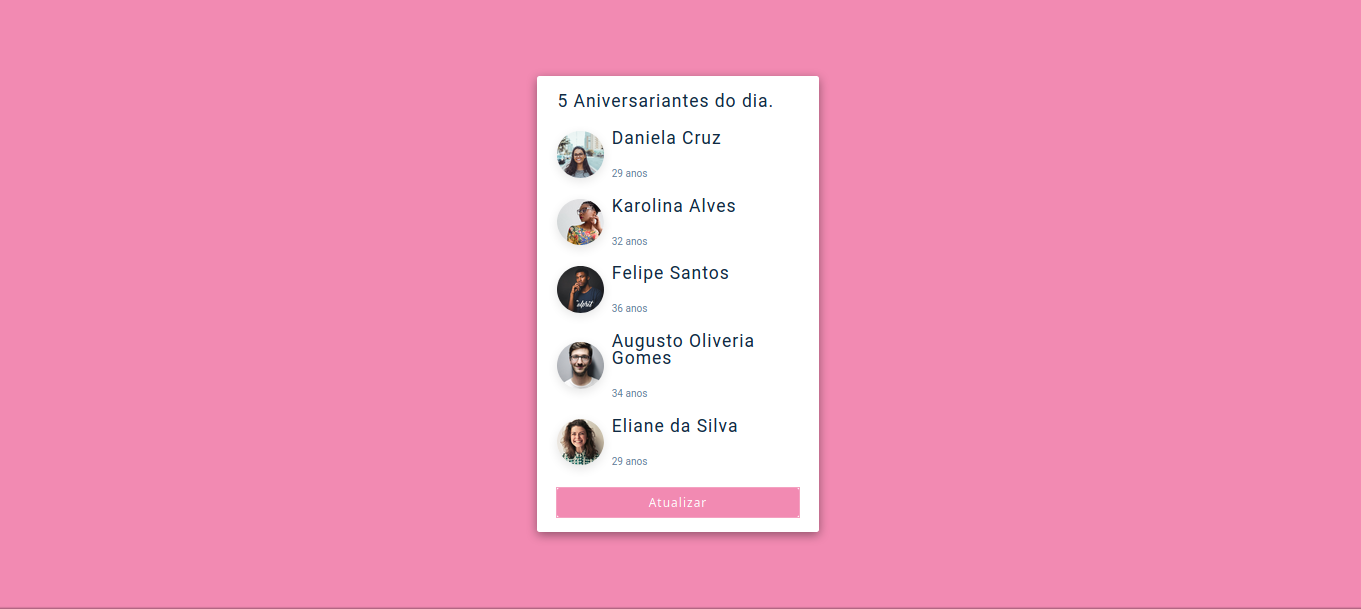 5 Aniversariantes do dia.
Daniela Cruz
29 anos
Karolina Alves
32 anos
Felipe Santos
36 anos
Augusto Oliveria
Gomes
34 anos
Eliane da Silva
29 anos
Atualizar